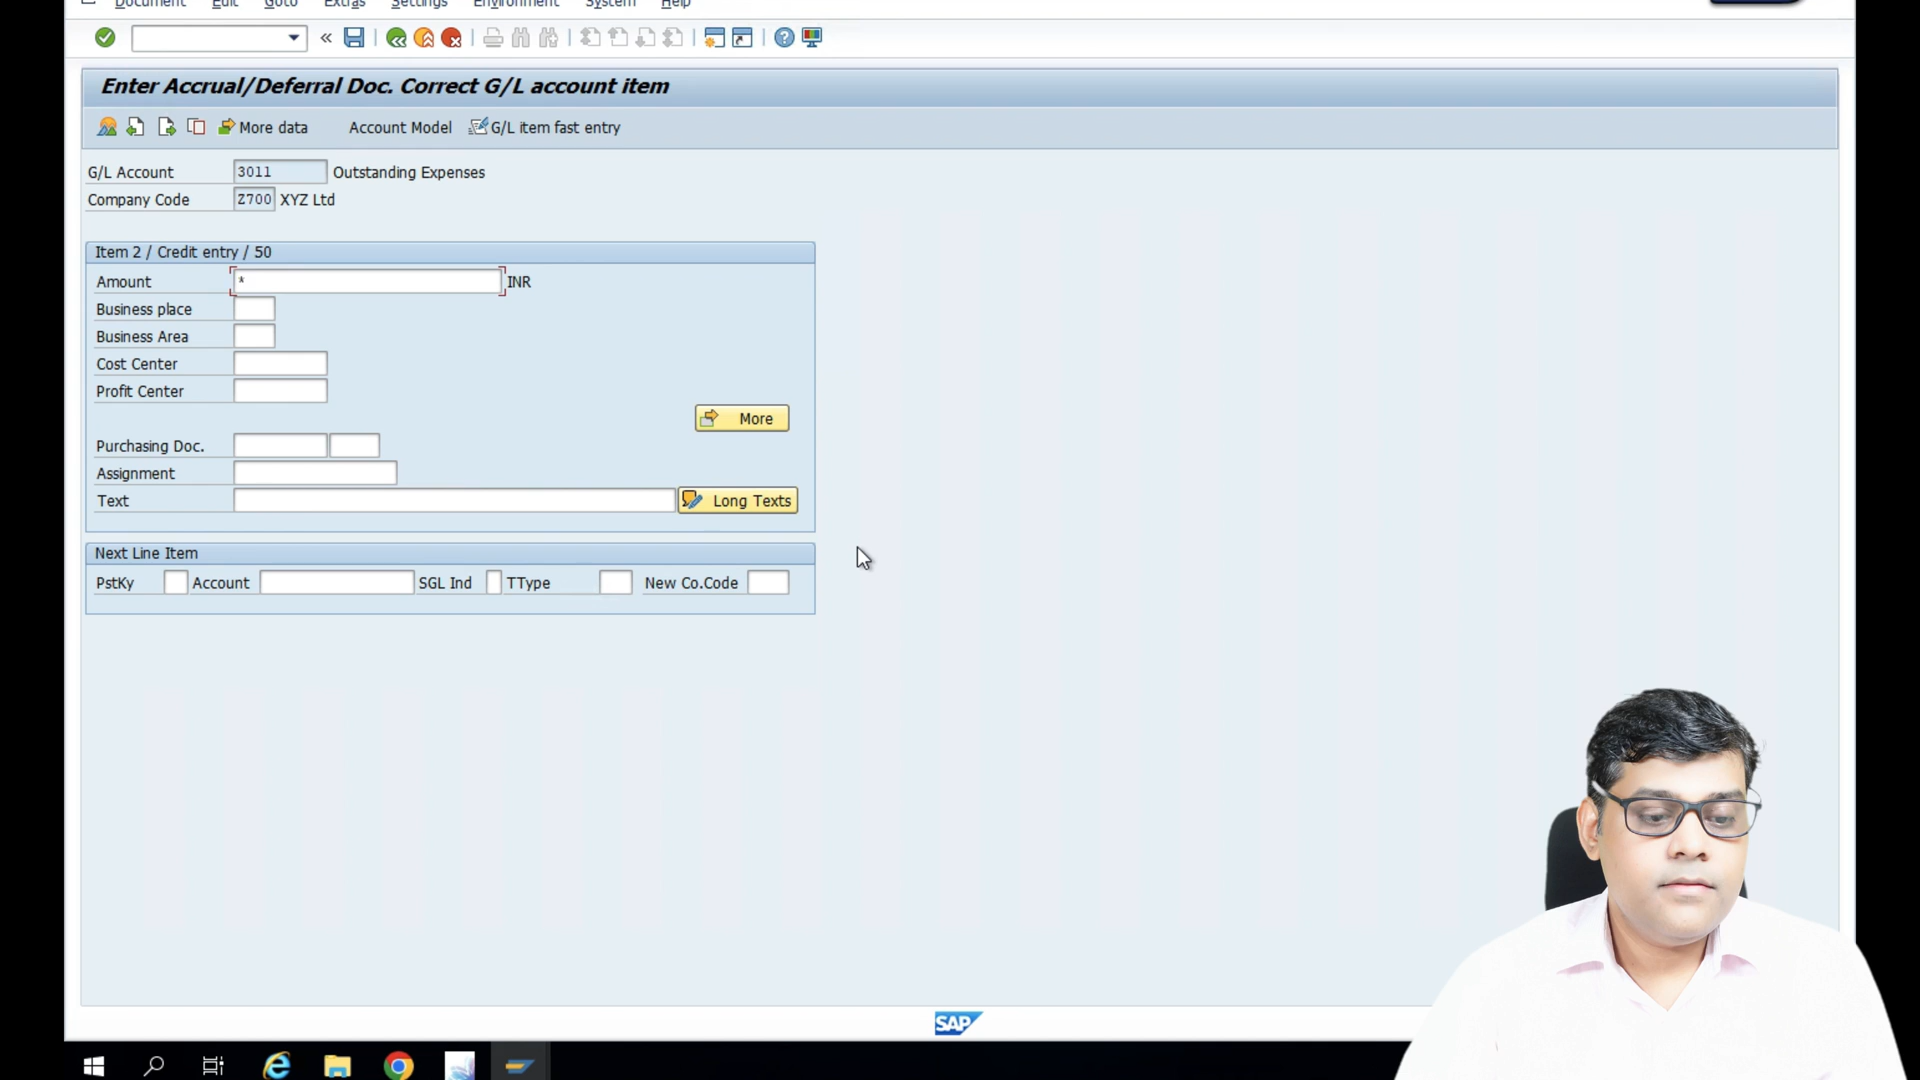 Document Edit Goto Extras Settings Environment System Help
«
Enter Accrual/Deferral Doc. Correct G/L account item
More data Account Model G/L item fast entry
G/L Account 3011 Outstanding Expenses
Company Code Z700 XYZ Ltd
Item 2 / Credit entry / 50
Amount * INR
Business place
Business Area
Cost Center
Profit Center
More
Purchasing Doc.
Assignment
Text Long Texts
Next Line Item
PstKy Account SGL Ind TType New Co.Code
SAP